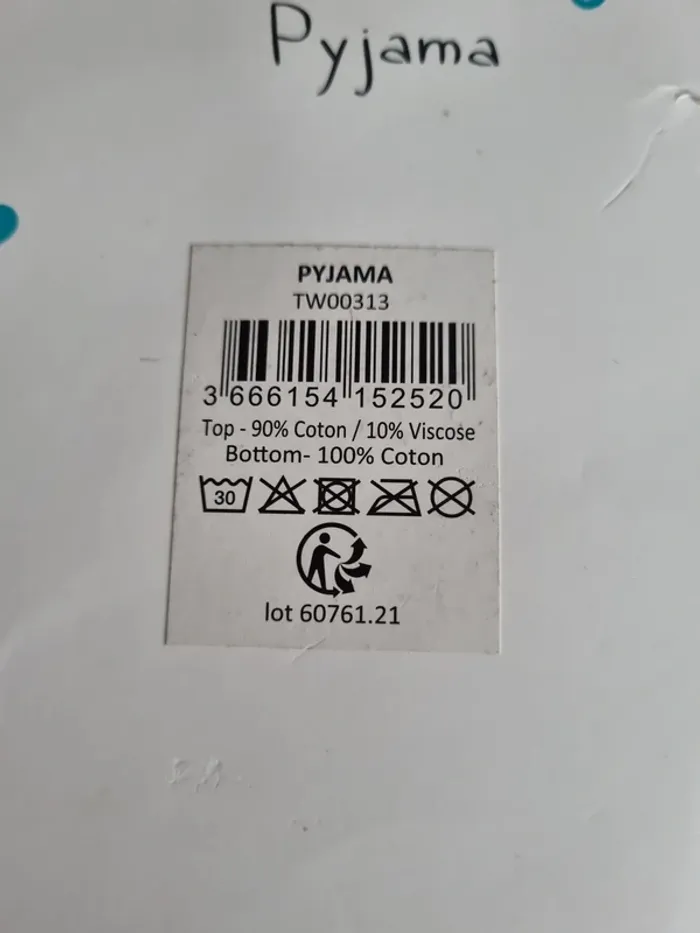 Pyjama
PYJAMA
TW00313
3 666154 152520
Top - 90% Coton / 10% Viscose
Bottom- 100% Coton
30
lot 60761.21